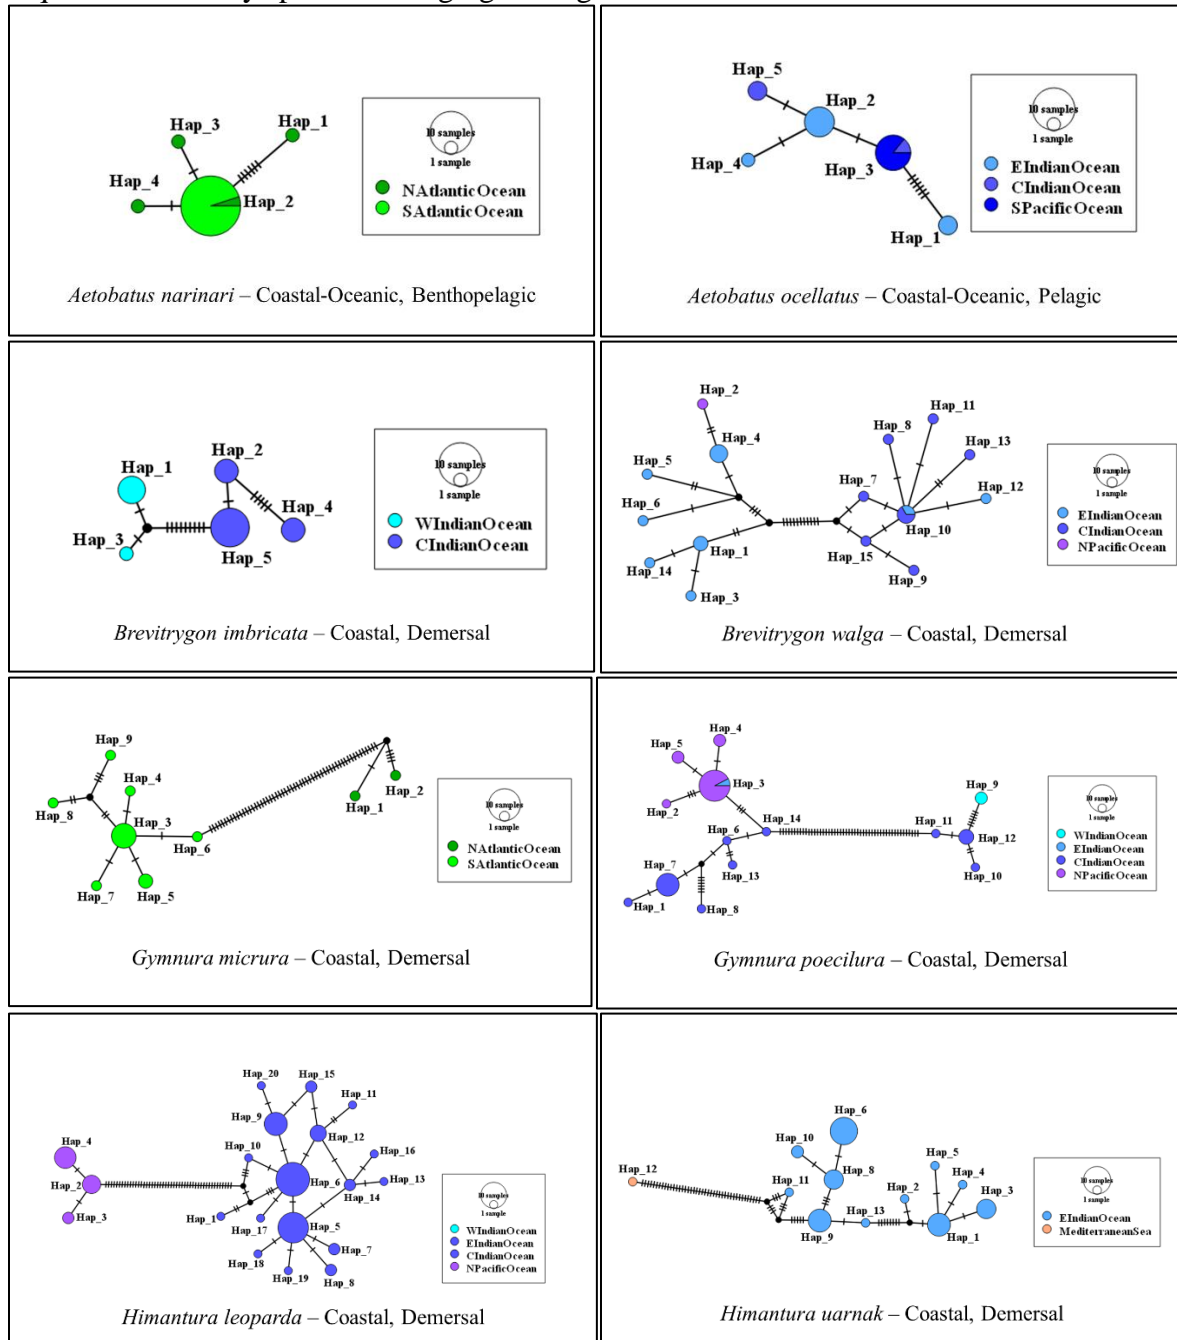 Hap_3
Hap_1
Hap_4
Hap_2
10 samples
1 sample
NAtlanticOcean
SAtlanticOcean
Aetobatus narinari – Coastal-Oceanic, Benthopelagic
Hap_5
Hap_2
Hap_4
Hap_3
Hap_1
10 samples
1 sample
EIndianOcean
CIndianOcean
SPacificOcean
Aetobatus ocellatus – Coastal-Oceanic, Pelagic
Hap_2
Hap_1
Hap_4
Hap_3
Hap_5
10 samples
1 sample
WIndianOcean
CIndianOcean
Brevitrygon imbricata – Coastal, Demersal
Hap_2
Hap_11
Hap_8
Hap_4
Hap_13
Hap_5
Hap_7
Hap_12
Hap_6
Hap_10
Hap_1
Hap_15
Hap_14
Hap_9
Hap_3
10 samples
1 sample
EIndianOcean
CIndianOcean
NPacificOcean
Brevitrygon walga – Coastal, Demersal
Hap_9
Hap_4
Hap_2
Hap_8
Hap_3
Hap_1
Hap_6
Hap_7
Hap_5
10 samples
1 sample
NAtlanticOcean
SAtlanticOcean
Gymnura micrura – Coastal, Demersal
Hap_4
Hap_5
Hap_3
Hap_9
Hap_2
Hap_14
Hap_11
Hap_6
Hap_12
Hap_7
Hap_13
Hap_10
Hap_1
Hap_8
10 samples
1 sample
WIndianOcean
EIndianOcean
CIndianOcean
NPacificOcean
Gymnura poecilura – Coastal, Demersal
Hap_20
Hap_15
Hap_11
Hap_9
Hap_12
Hap_4
Hap_10
Hap_16
Hap_2
Hap_6
Hap_13
Hap_14
Hap_3
Hap_1
Hap_17
Hap_5
Hap_18
Hap_7
Hap_19
Hap_8
10 samples
1 sample
WIndianOcean
EIndianOcean
CIndianOcean
NPacificOcean
Himantura leoparda – Coastal, Demersal
Hap_6
Hap_10
Hap_5
Hap_12
Hap_8
Hap_4
Hap_11
Hap_2
Hap_3
Hap_13
Hap_9
Hap_1
10 samples
1 sample
EIndianOcean
MediterraneanSea
Himantura uarnak – Coastal, Demersal